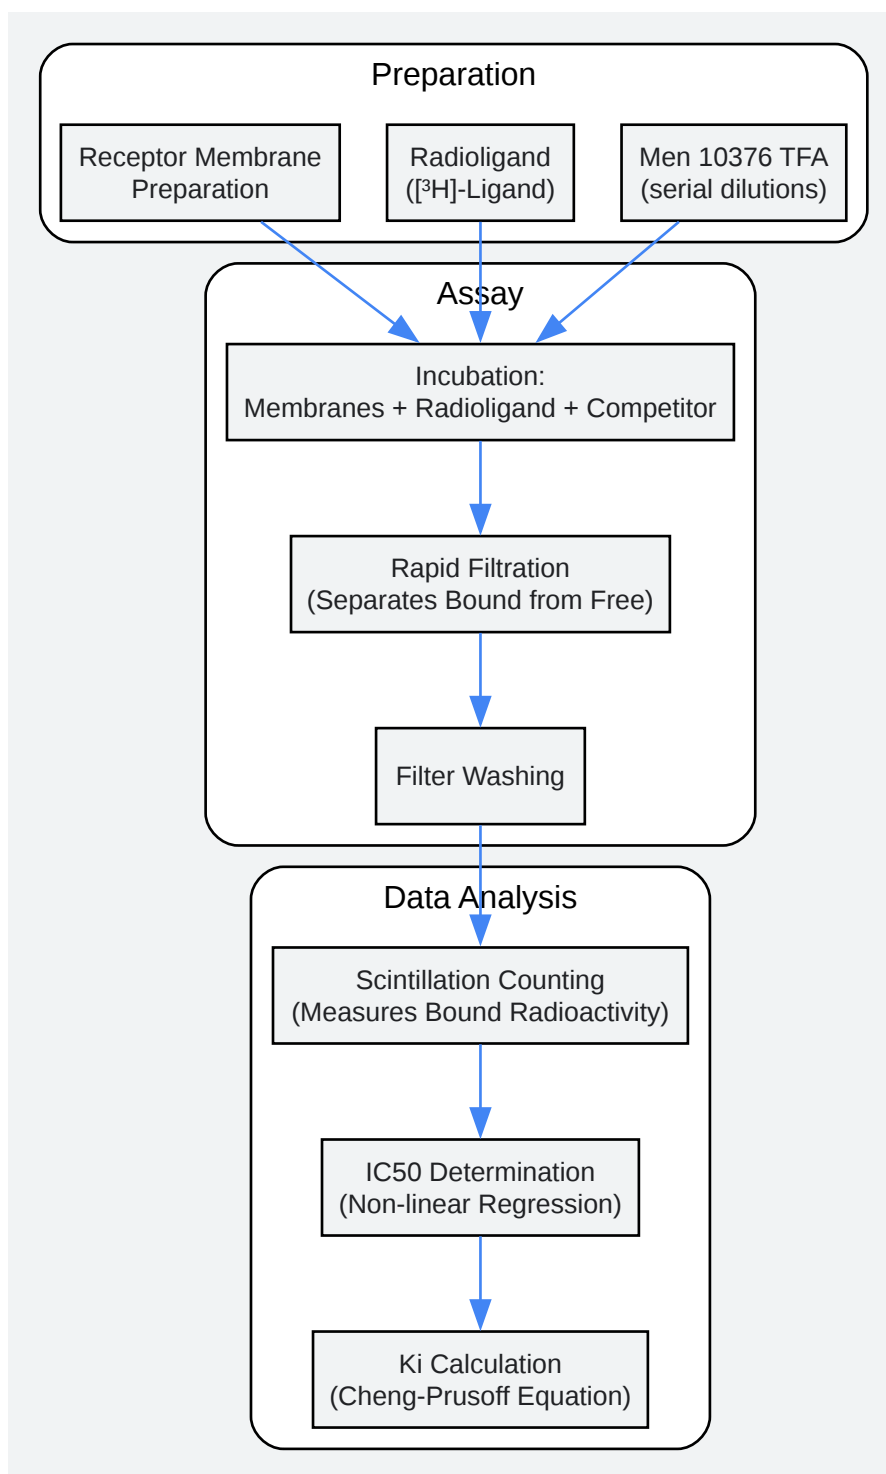 Preparation
Receptor Membrane
Preparation
Radioligand
([³H]-Ligand)
Men 10376 TFA
(serial dilutions)
Assay
Incubation:
Membranes + Radioligand + Competitor
Rapid Filtration
(Separates Bound from Free)
Filter Washing
Data Analysis
Scintillation Counting
(Measures Bound Radioactivity)
IC50 Determination
(Non-linear Regression)
Ki Calculation
(Cheng-Prusoff Equation)